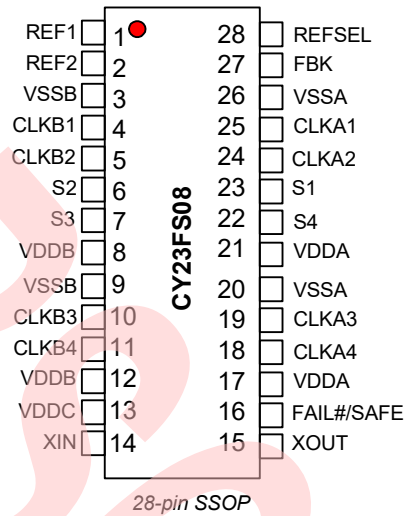 REF1 1 28 REFSEL
REF2 2 27 FBK
VSSB 3 26 VSSA
CLKB1 4 25 CLKA1
CLKB2 5 24 CLKA2
S2 6 23 S1
S3 7 22 S4
VDDB 8 21 VDDA
VSSB 9 20 VSSA
CLKB3 10 19 CLKA3
CLKB4 11 18 CLKA4
VDDB 12 17 VDDA
VDDC 13 16 FAIL#/SAFE
XIN 14 15 XOUT
CY23FS08
28-pin SSOP